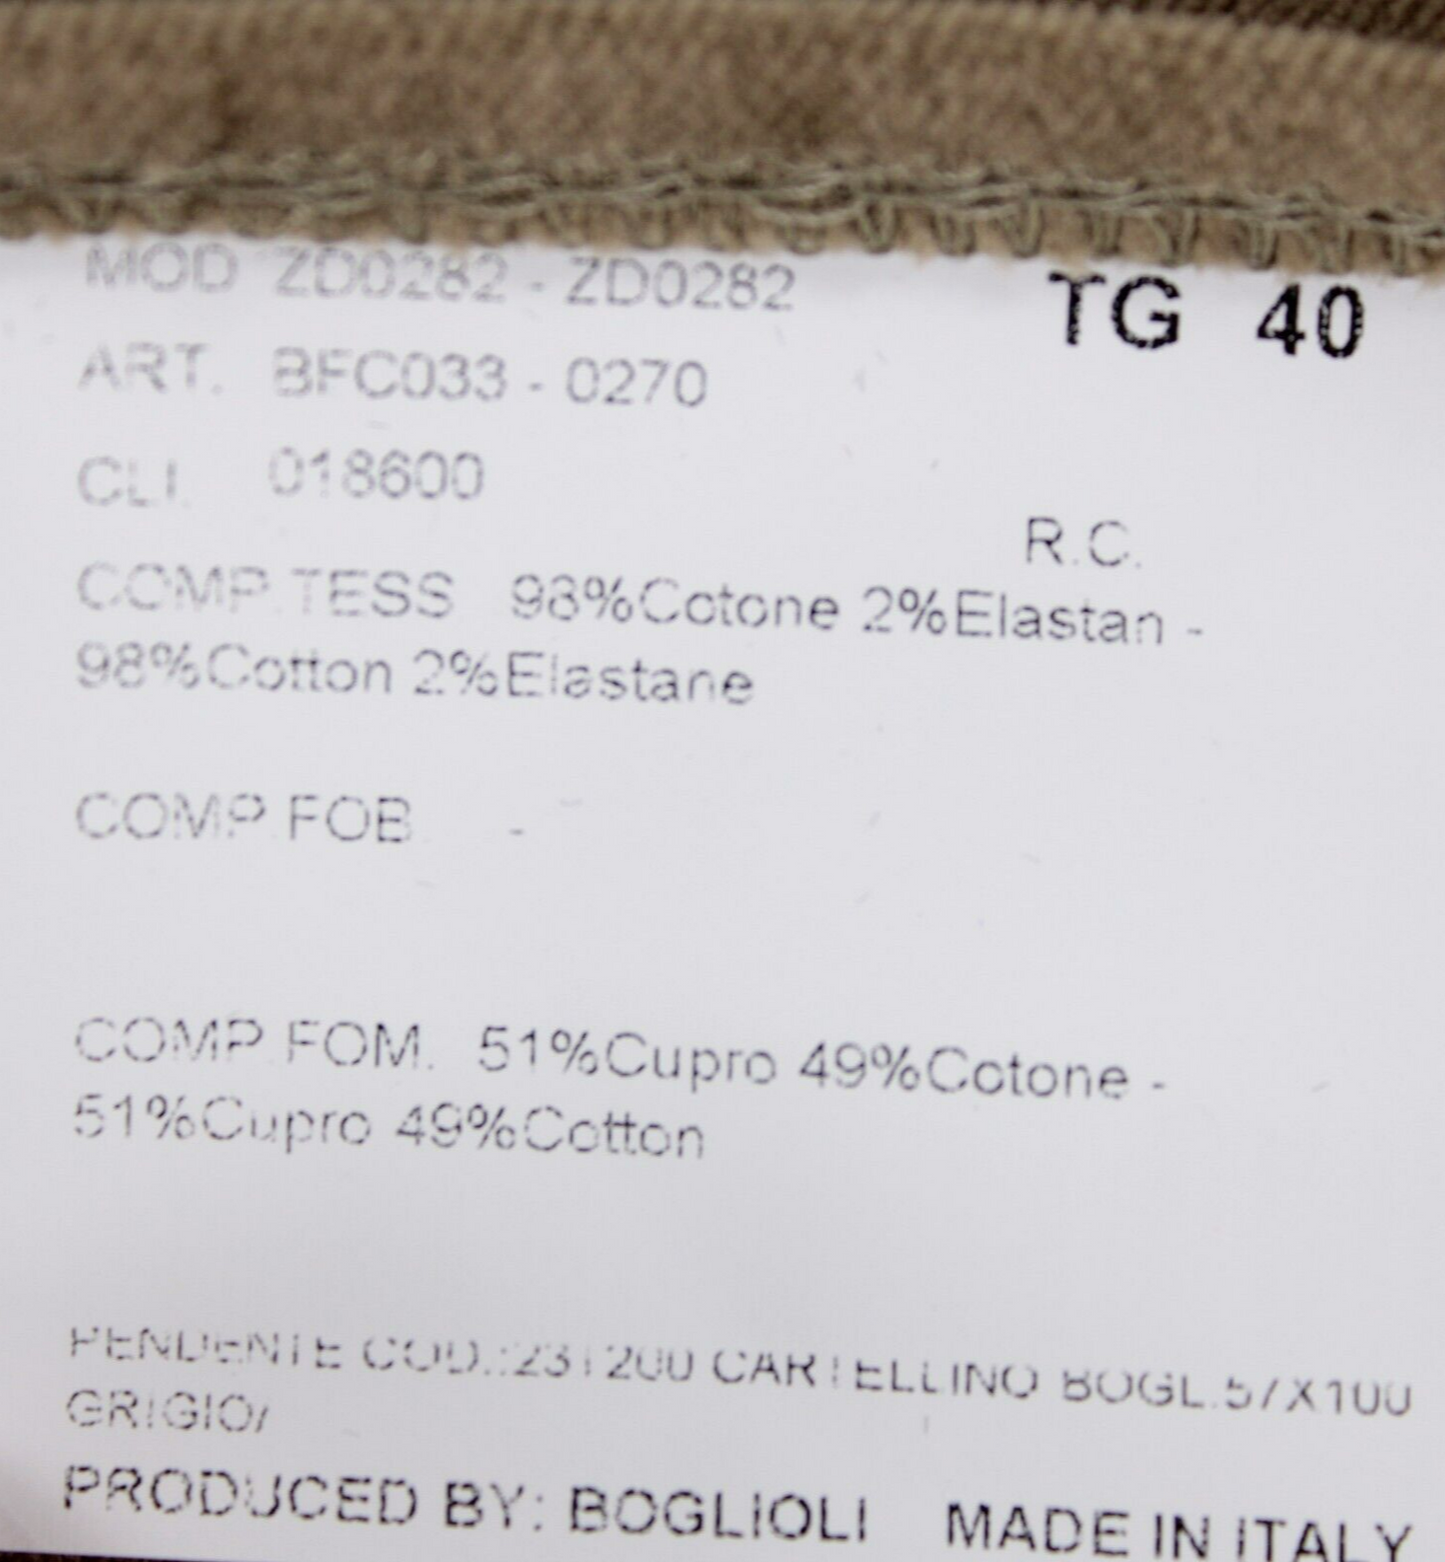 MOD ZD0282 - ZD0282 TG 40
ART. BFC033 - 0270
CLI. 018600
R.C.
COMP.TESS 98%Cotone 2%Elastan -
98%Cotton 2%Elastane
COMP.FOB -
COMP.FOM. 51%Cupro 49%Cotone -
51%Cupro 49%Cotton
PENDENTE COD.:231200 CARTELLINO BOGL.57X100
GRIGIO/
PRODUCED BY: BOGLIOLI MADE IN ITALY